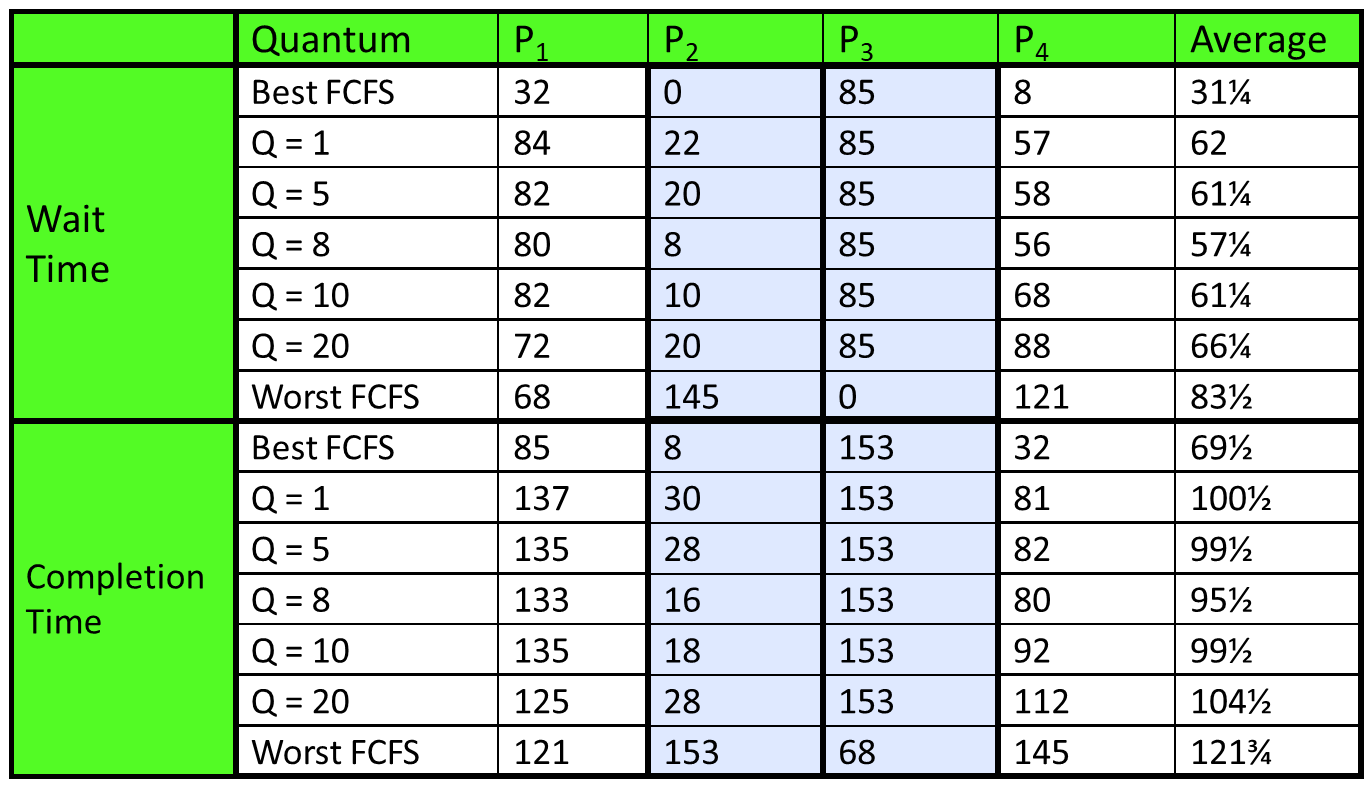 Quantum P₁ P₂ P₃ P₄ Average
Wait Time
Best FCFS 32 0 85 8 31¼
Q = 1 84 22 85 57 62
Q = 5 82 20 85 58 61¼
Q = 8 80 8 85 56 57¼
Q = 10 82 10 85 68 61¼
Q = 20 72 20 85 88 66¼
Worst FCFS 68 145 0 121 83½
Completion Time
Best FCFS 85 8 153 32 69½
Q = 1 137 30 153 81 100½
Q = 5 135 28 153 82 99½
Q = 8 133 16 153 80 95½
Q = 10 135 18 153 92 99½
Q = 20 125 28 153 112 104½
Worst FCFS 121 153 68 145 121¾